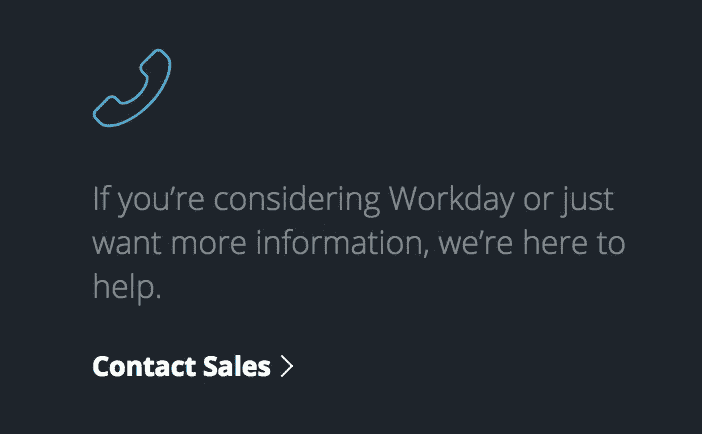 If you’re considering Workday or just
want more information, we’re here to
help.
Contact Sales >